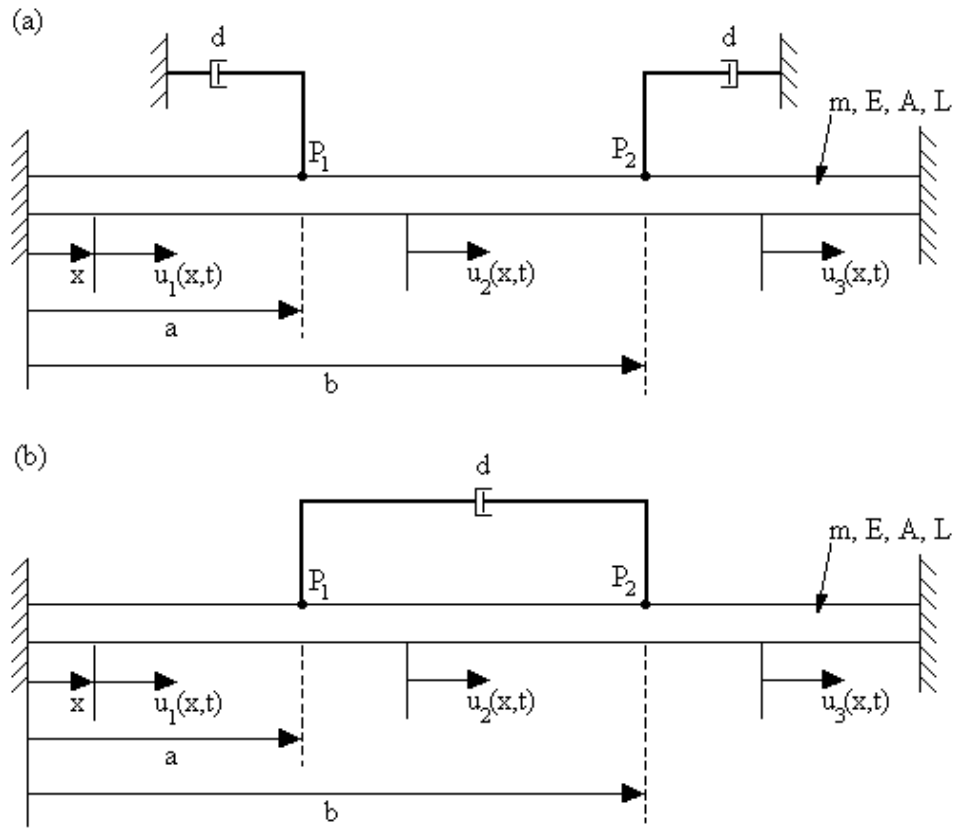 (a)
d
d
m, E, A, L
P₁
P₂
x
u₁(x,t)
u₂(x,t)
u₃(x,t)
a
b
(b)
d
m, E, A, L
P₁
P₂
x
u₁(x,t)
u₂(x,t)
u₃(x,t)
a
b